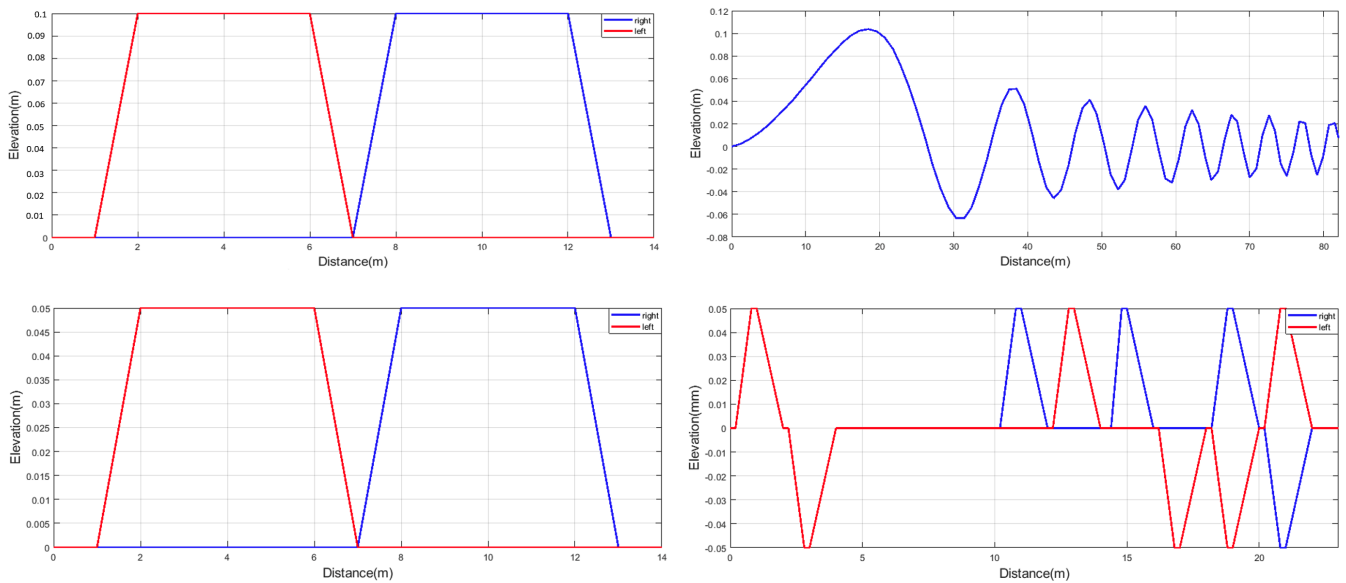 0.1
0.09
0.08
0.07
0.06
0.05
0.04
0.03
0.02
0.01
0
Elevation(m)
right
left
0 2 4 6 8 10 12 14
Distance(m)
0.12
0.1
0.08
0.06
0.04
0.02
0
-0.02
-0.04
-0.06
-0.08
Elevation(m)
0 10 20 30 40 50 60 70 80
Distance(m)
0.05
0.045
0.04
0.035
0.03
0.025
0.02
0.015
0.01
0.005
0
Elevation(m)
right
left
0 2 4 6 8 10 12 14
Distance(m)
0.05
0.04
0.03
0.02
0.01
0
-0.01
-0.02
-0.03
-0.04
-0.05
Elevation(mm)
right
left
0 5 10 15 20
Distance(m)